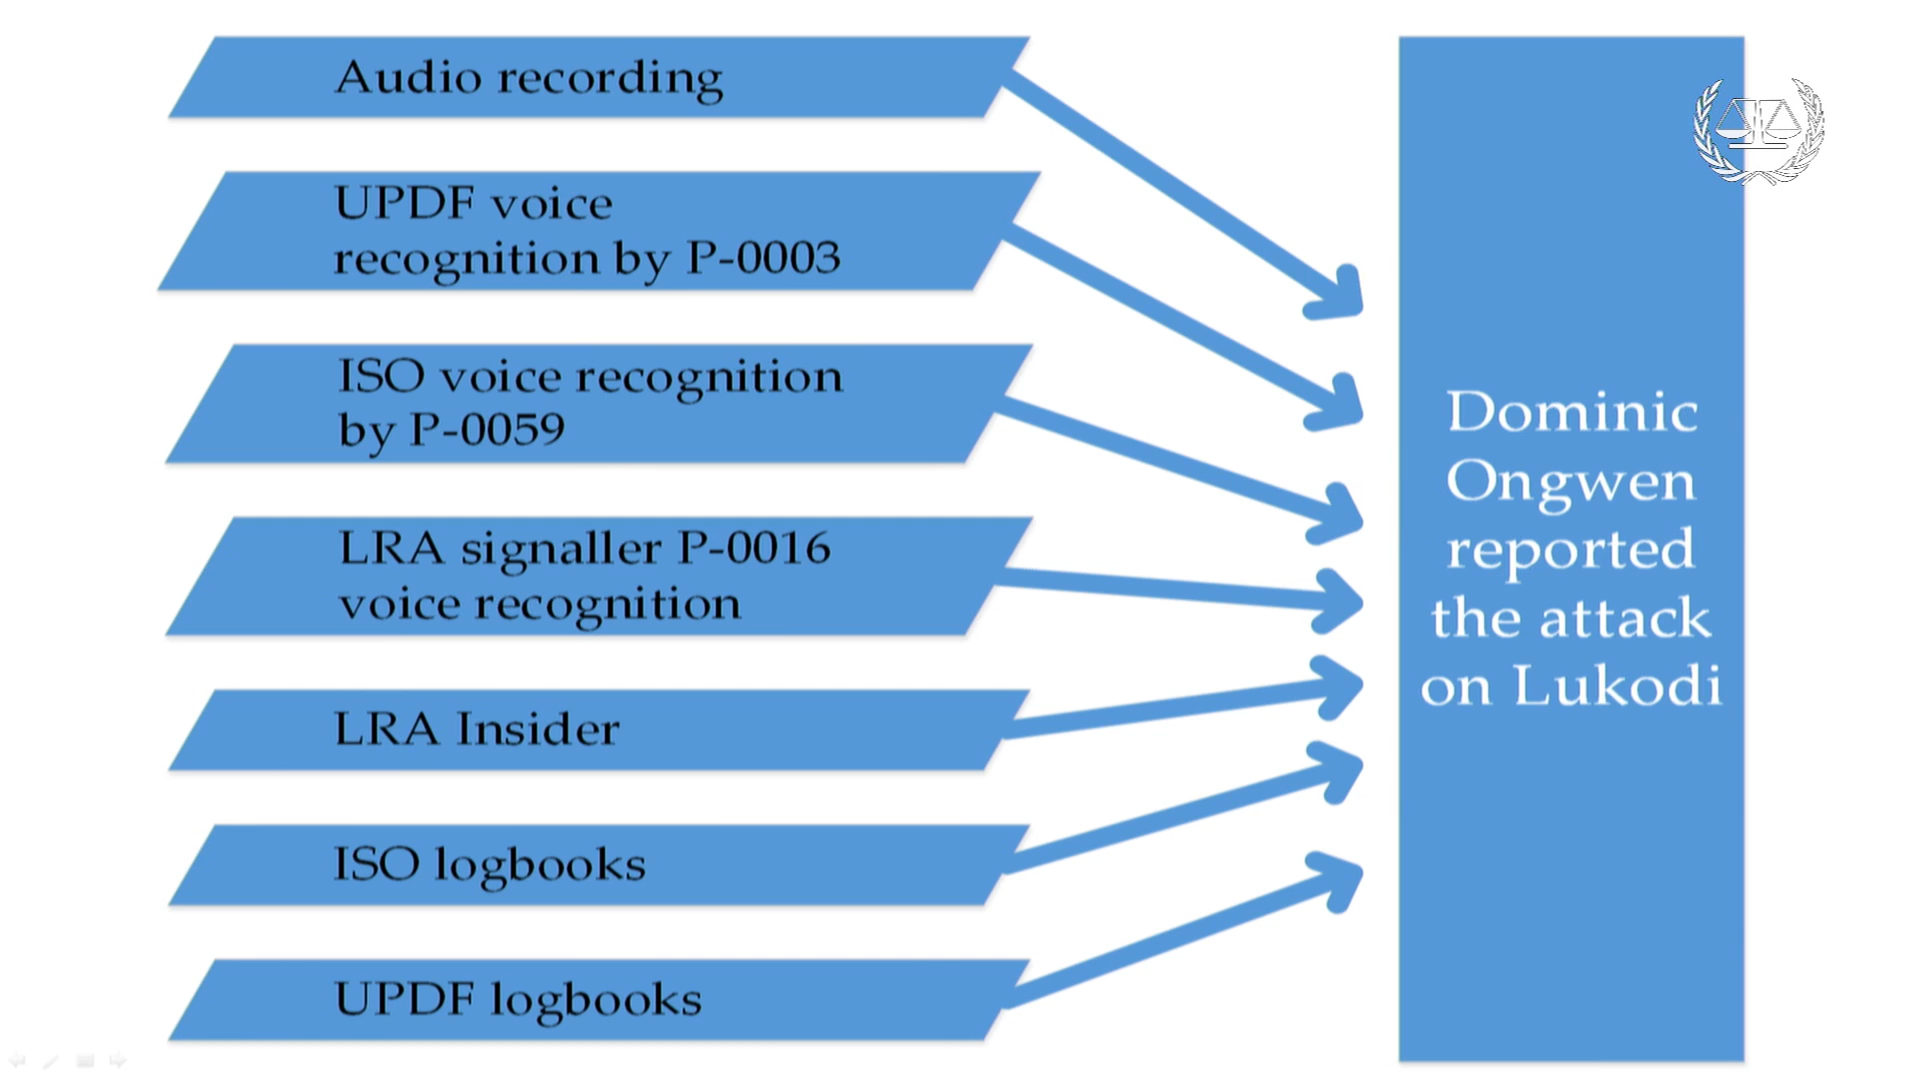 Audio recording
UPDF voice
recognition by P-0003
ISO voice recognition
by P-0059
LRA signaller P-0016
voice recognition
LRA Insider
ISO logbooks
UPDF logbooks
Dominic
Ongwen
reported
the attack
on Lukodi